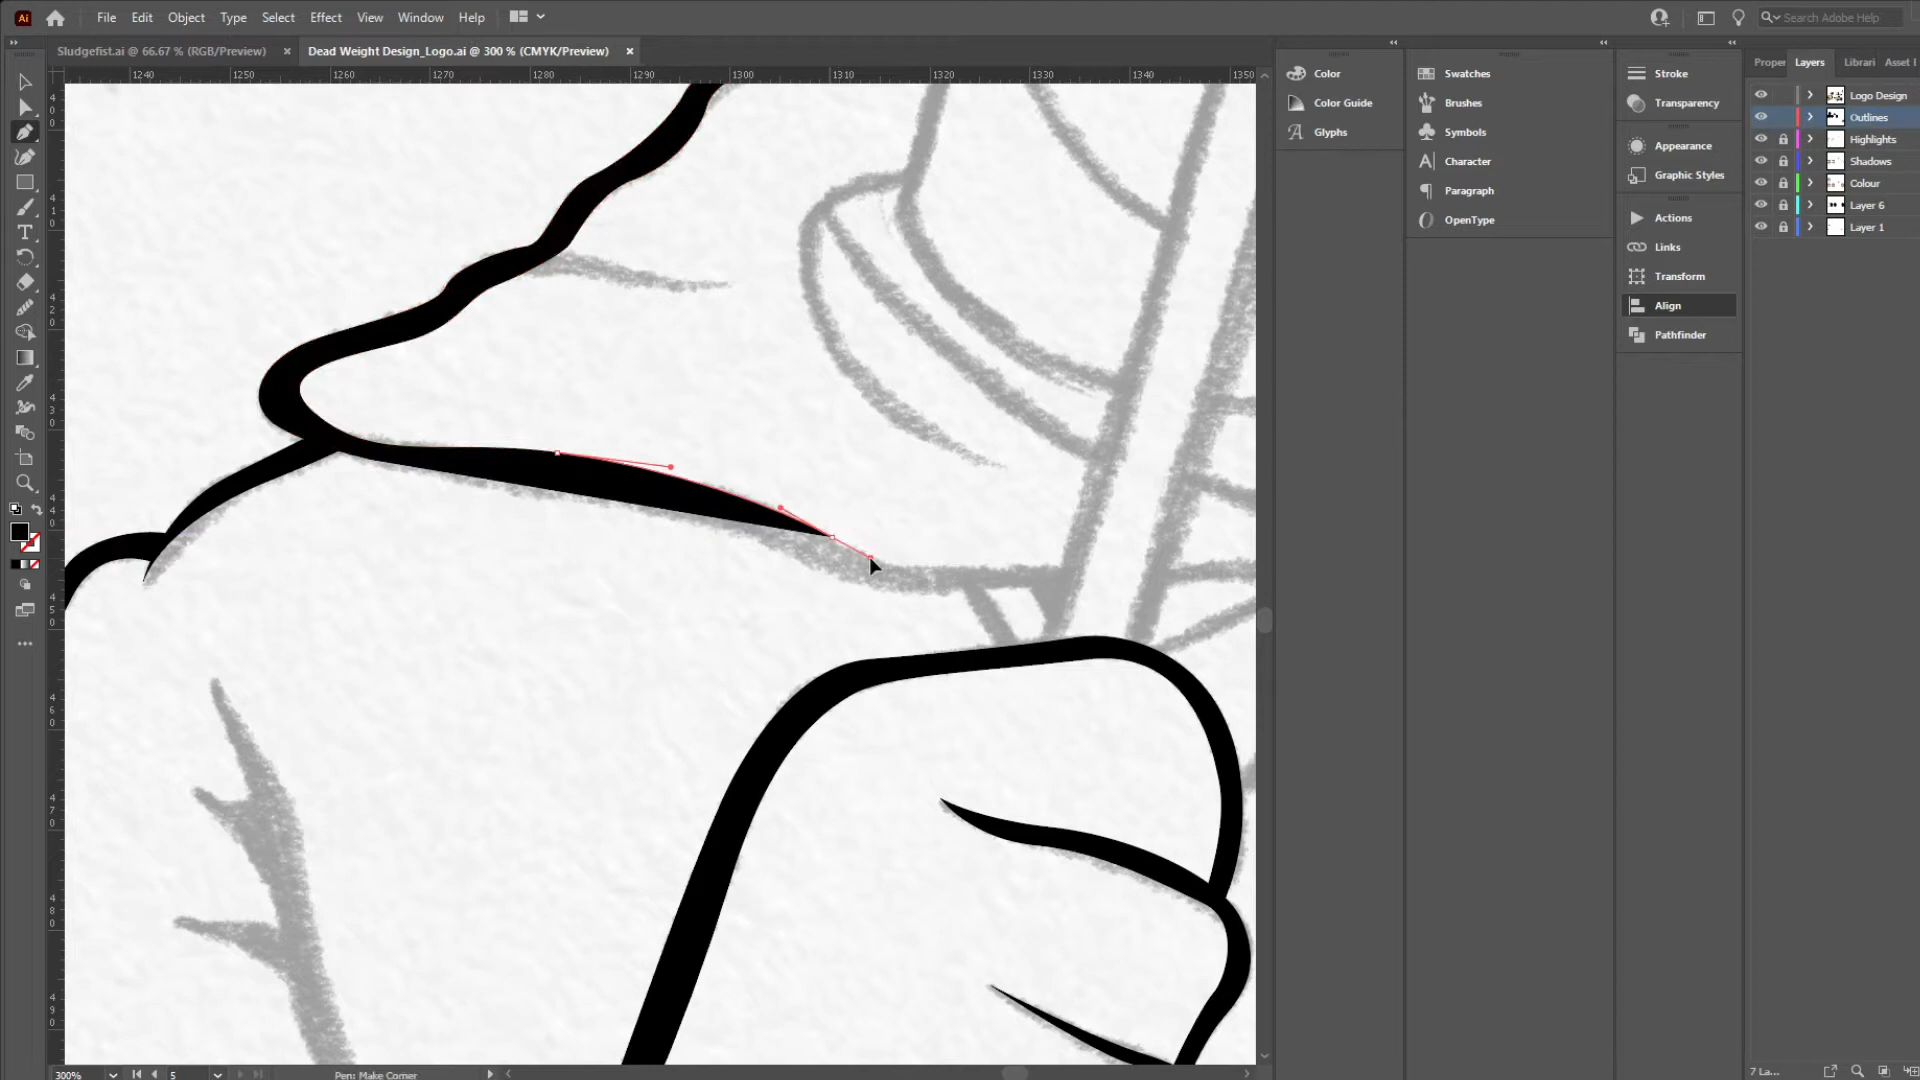 Ai File Edit Object Type Select Effect View Window Help Search Adobe Help
Sludgefist.ai @ 66.67 % (RGB/Preview) × Dead Weight Design_Logo.ai @ 300 % (CMYK/Preview) ×
1240 1250 1260 1270 1280 1290 1300 1310 1320 1330 1340 1350
Color
Color Guide
Glyphs
Swatches
Brushes
Symbols
Character
Paragraph
OpenType
Stroke
Transparency
Appearance
Graphic Styles
Actions
Links
Transform
Align
Pathfinder
Proper Layers Librari Asset E
Logo Design
Outlines
Highlights
Shadows
Colour
Layer 6
Layer 1
300% 5 Pen: Make Corner
7 La...